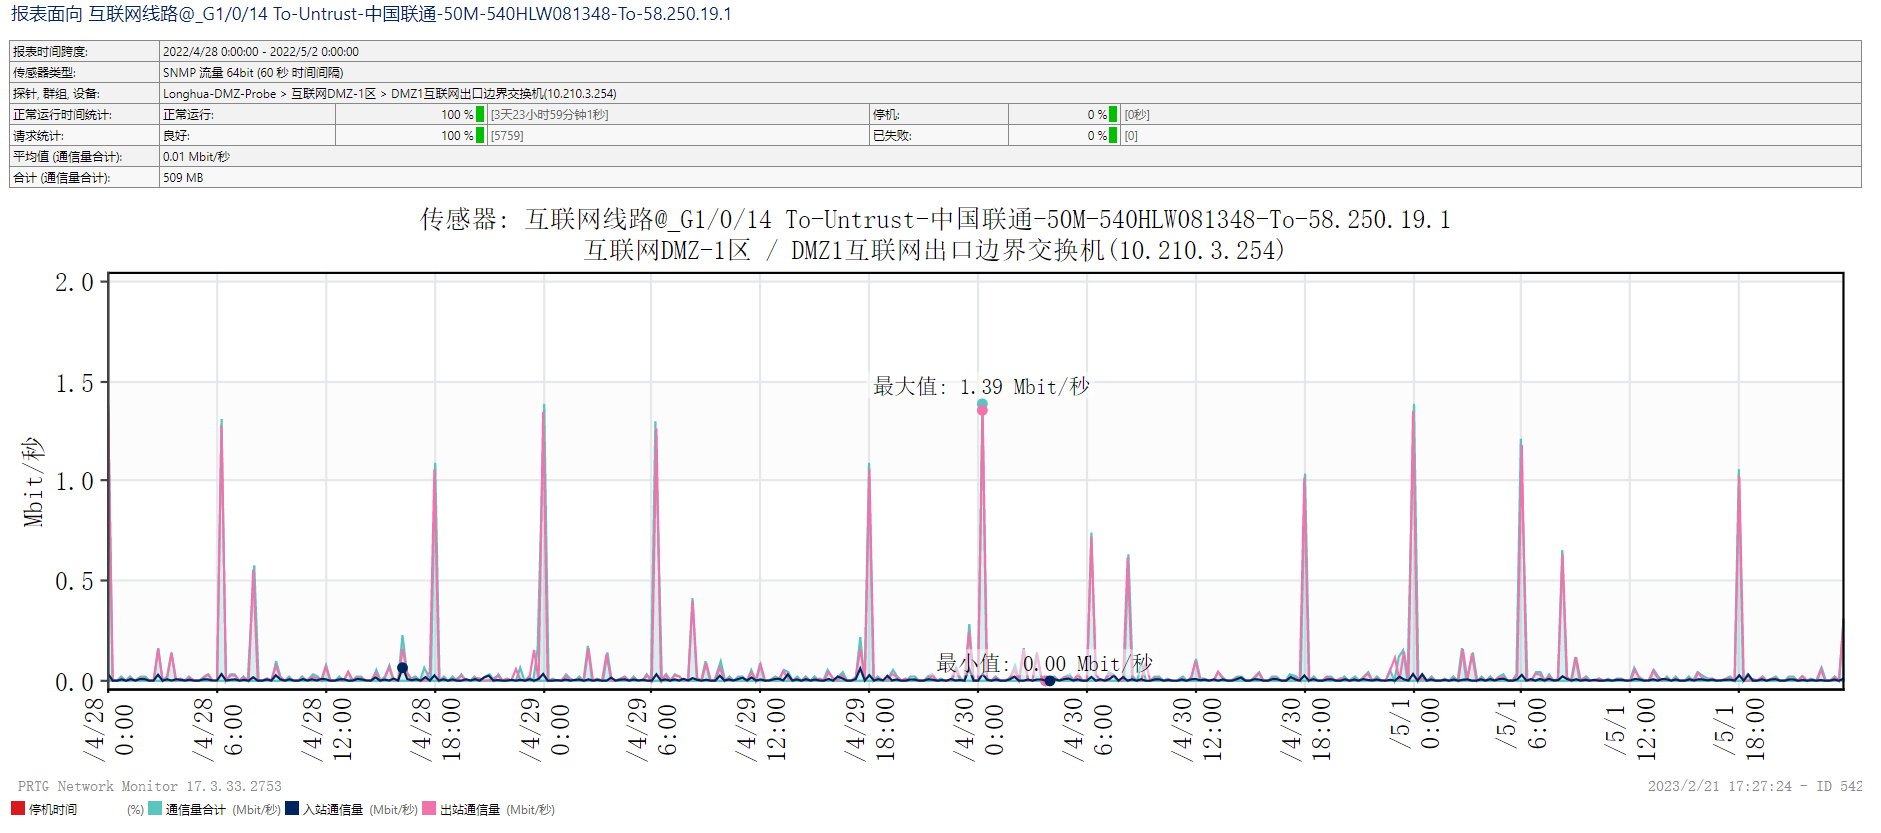 报表面向 互联网线路@_G1/0/14 To-Untrust-中国联通-50M-540HLW081348-To-58.250.19.1
报表时间跨度: 2022/4/28 0:00:00 - 2022/5/2 0:00:00
传感器类型: SNMP 流量 64bit (60 秒 时间间隔)
探针, 群组, 设备: Longhua-DMZ-Probe > 互联网DMZ-1区 > DMZ1互联网出口边界交换机(10.210.3.254)
正常运行时间统计: 正常运行: 100 % [3天23小时59分钟1秒] 停机: 0 % [0秒]
请求统计: 良好: 100 % [5759] 已失败: 0 % [0]
平均值 (通信量合计): 0.01 Mbit/秒
合计 (通信量合计): 509 MB
传感器: 互联网线路@_G1/0/14 To-Untrust-中国联通-50M-540HLW081348-To-58.250.19.1
互联网DMZ-1区 / DMZ1互联网出口边界交换机(10.210.3.254)
Mbit/秒
2.0
1.5
1.0
0.5
0.0
最大值: 1.39 Mbit/秒
最小值: 0.00 Mbit/秒
/4/28 0:00
/4/28 6:00
/4/28 12:00
/4/28 18:00
/4/29 0:00
/4/29 6:00
/4/29 12:00
/4/29 18:00
/4/30 0:00
/4/30 6:00
/4/30 12:00
/4/30 18:00
/5/1 0:00
/5/1 6:00
/5/1 12:00
/5/1 18:00
PRTG Network Monitor 17.3.33.2753 2023/2/21 17:27:24 - ID 542
停机时间 (%) 通信量合计 (Mbit/秒) 入站通信量 (Mbit/秒) 出站通信量 (Mbit/秒)